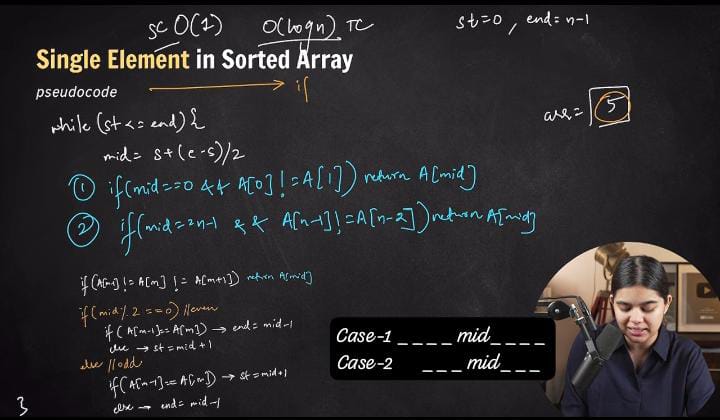 SC O(1) O(logn) TC
st=0, end=n-1
Single Element in Sorted Array
pseudocode
if
arr = [5]
while (st <= end) {
mid = s+(e-s)/2
① if(mid==0 && A[0]!=A[1]) return A[mid]
② if(mid==n-1 && A[n-1]!=A[n-2]) return A[mid]
if (A[m-1] != A[m] != A[m+1]) return A[mid]
if (mid % 2 == 0) //even
if (A[m-1]==A[m]) → end = mid-1
else → st = mid+1
else //odd
if (A[m-1]==A[m]) → st = mid+1
else → end = mid-1
Case-1 _ _ _ _ mid _ _ _ _
Case-2 _ _ _ mid _ _ _
3